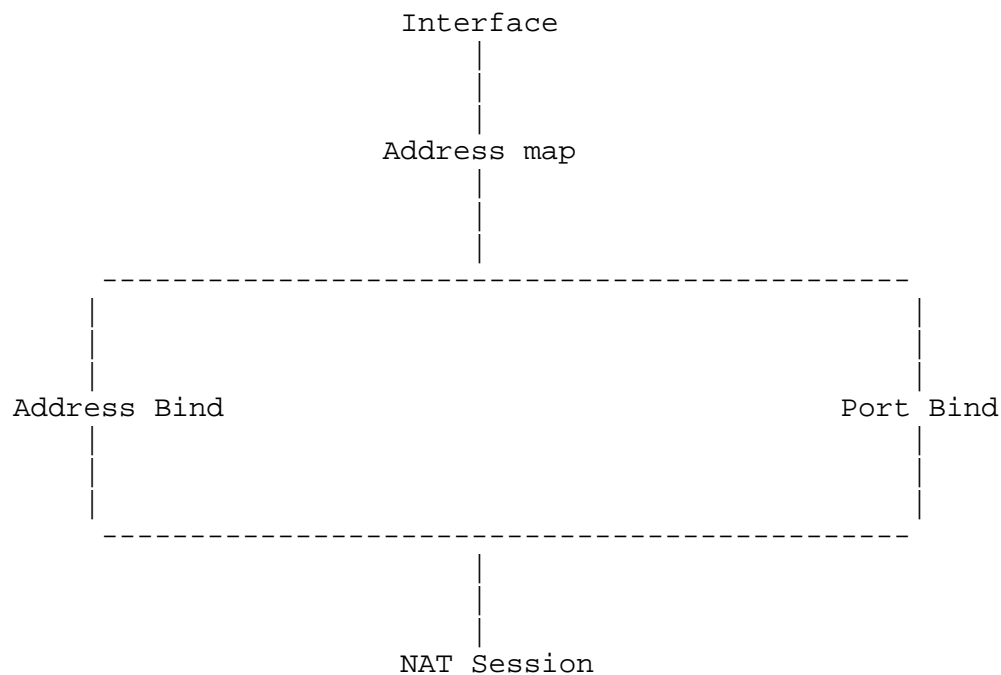 Interface
Address map
Address Bind Port Bind
NAT Session